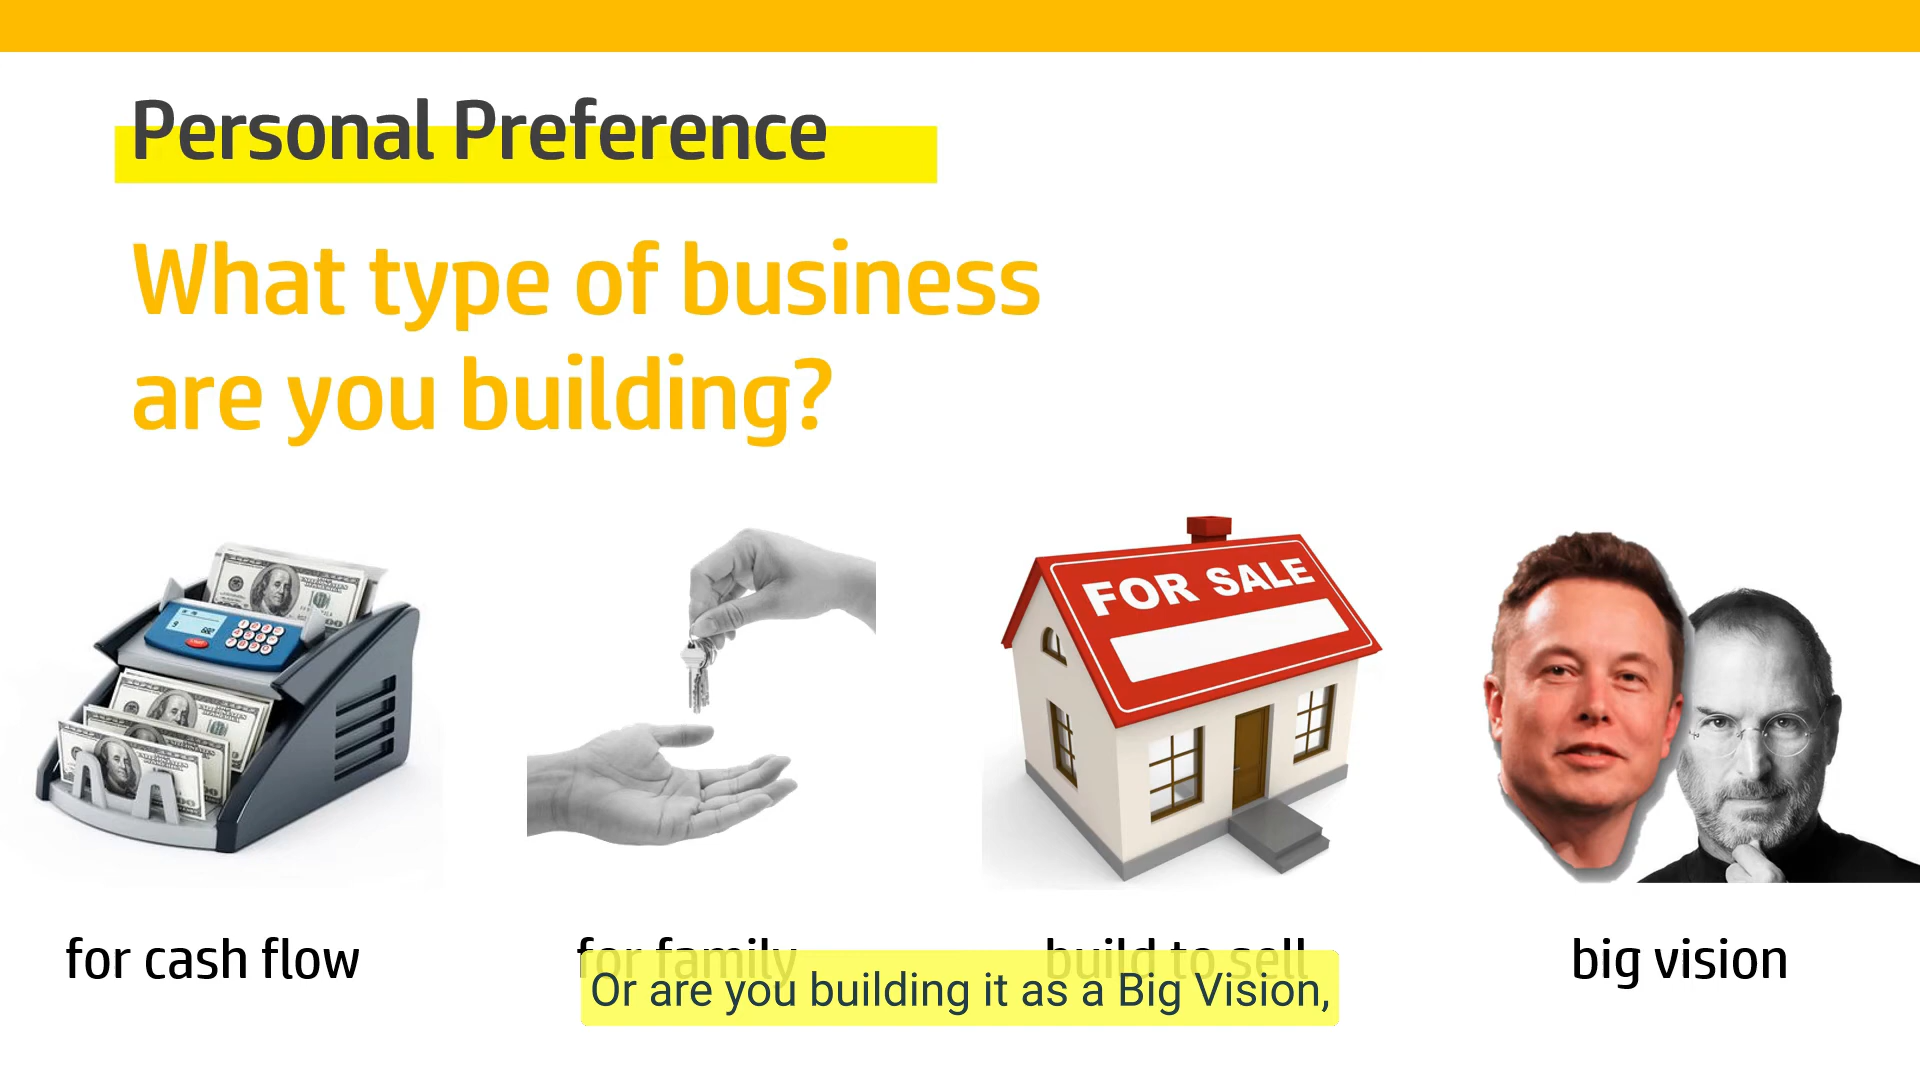 Personal Preference
What type of business
are you building?
FOR SALE
for cash flow
for family
build to sell
big vision
Or are you building it as a Big Vision,